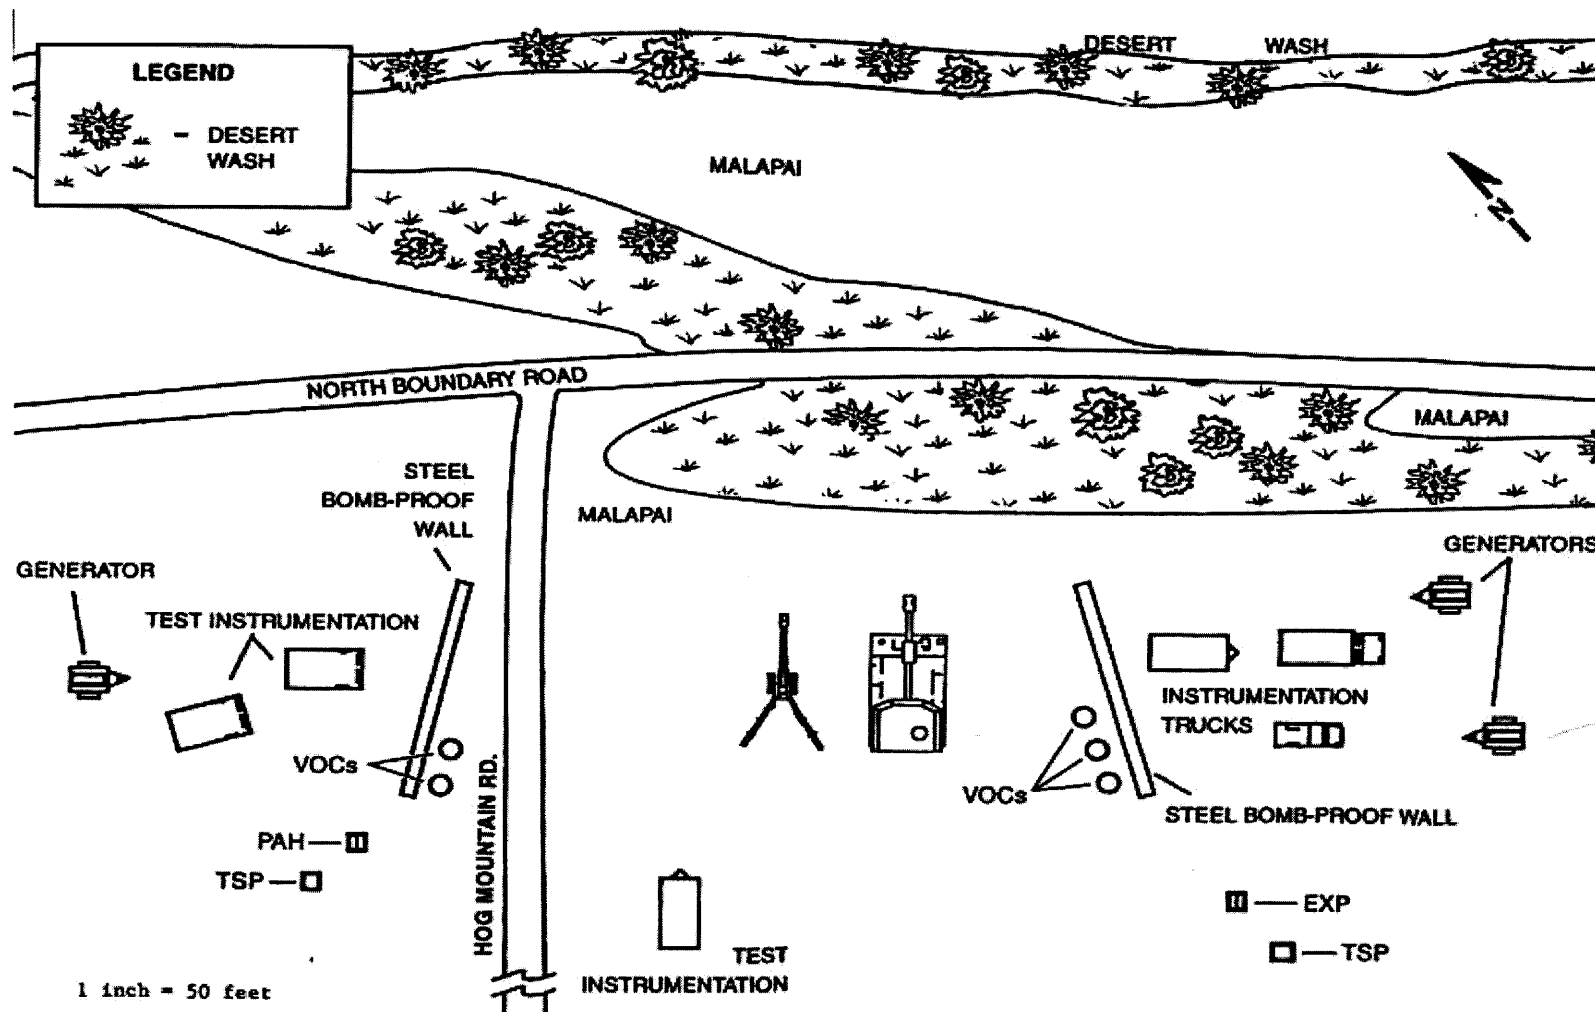 DESERT WASH
LEGEND
- DESERT
WASH
MALAPAI
N
NORTH BOUNDARY ROAD
MALAPAI
STEEL
BOMB-PROOF
WALL
MALAPAI
GENERATORS
GENERATOR
TEST INSTRUMENTATION
INSTRUMENTATION
TRUCKS
VOCs
VOCs
STEEL BOMB-PROOF WALL
PAH
TSP
HOG MOUNTAIN RD.
EXP
TSP
TEST
INSTRUMENTATION
1 inch = 50 feet